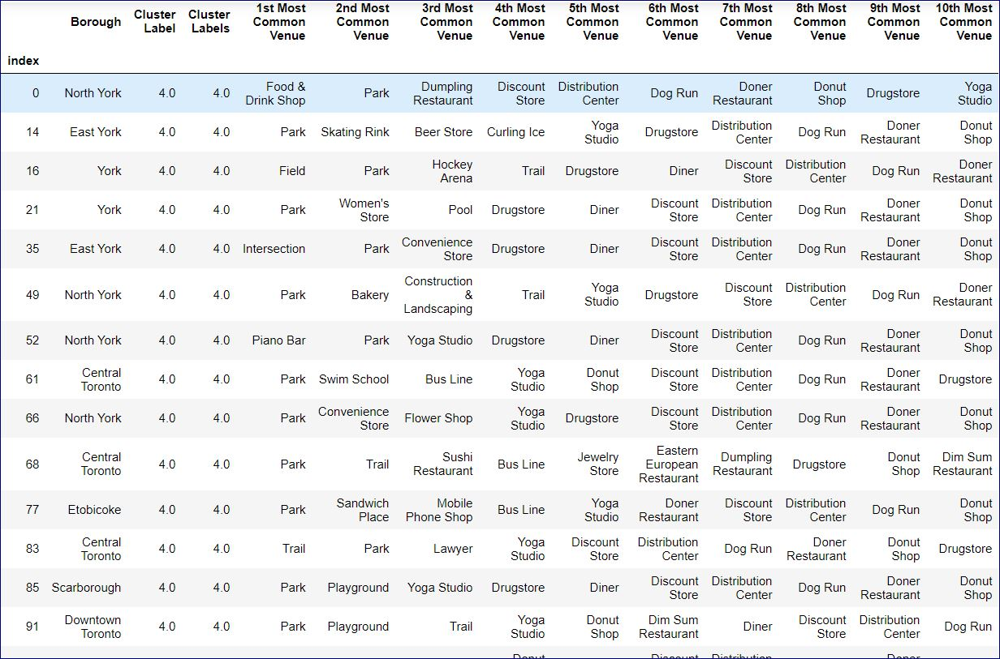 Borough Cluster Label Cluster Labels 1st Most Common Venue 2nd Most Common Venue 3rd Most Common Venue 4th Most Common Venue 5th Most Common Venue 6th Most Common Venue 7th Most Common Venue 8th Most Common Venue 9th Most Common Venue 10th Most Common Venue
index
0 North York 4.0 4.0 Food & Drink Shop Park Dumpling Restaurant Discount Store Distribution Center Dog Run Doner Restaurant Donut Shop Drugstore Yoga Studio
14 East York 4.0 4.0 Park Skating Rink Beer Store Curling Ice Yoga Studio Drugstore Distribution Center Dog Run Doner Restaurant Donut Shop
16 York 4.0 4.0 Field Park Hockey Arena Trail Drugstore Diner Discount Store Distribution Center Dog Run Doner Restaurant
21 York 4.0 4.0 Park Women's Store Pool Drugstore Diner Discount Store Distribution Center Dog Run Doner Restaurant Donut Shop
35 East York 4.0 4.0 Intersection Park Convenience Store Drugstore Diner Discount Store Distribution Center Dog Run Doner Restaurant Donut Shop
49 North York 4.0 4.0 Park Bakery Construction & Landscaping Trail Yoga Studio Drugstore Discount Store Distribution Center Dog Run Doner Restaurant
52 North York 4.0 4.0 Piano Bar Park Yoga Studio Drugstore Diner Discount Store Distribution Center Dog Run Doner Restaurant Donut Shop
61 Central Toronto 4.0 4.0 Park Swim School Bus Line Yoga Studio Donut Shop Discount Store Distribution Center Dog Run Doner Restaurant Drugstore
66 North York 4.0 4.0 Park Convenience Store Flower Shop Yoga Studio Drugstore Discount Store Distribution Center Dog Run Doner Restaurant Donut Shop
68 Central Toronto 4.0 4.0 Park Trail Sushi Restaurant Bus Line Jewelry Store Eastern European Restaurant Dumpling Restaurant Drugstore Donut Shop Dim Sum Restaurant
77 Etobicoke 4.0 4.0 Park Sandwich Place Mobile Phone Shop Bus Line Yoga Studio Doner Restaurant Discount Store Distribution Center Dog Run Donut Shop
83 Central Toronto 4.0 4.0 Trail Park Lawyer Yoga Studio Discount Store Distribution Center Dog Run Doner Restaurant Donut Shop Drugstore
85 Scarborough 4.0 4.0 Park Playground Yoga Studio Drugstore Diner Discount Store Distribution Center Dog Run Doner Restaurant Donut Shop
91 Downtown Toronto 4.0 4.0 Park Playground Trail Yoga Studio Donut Shop Dim Sum Restaurant Diner Discount Store Distribution Center Dog Run